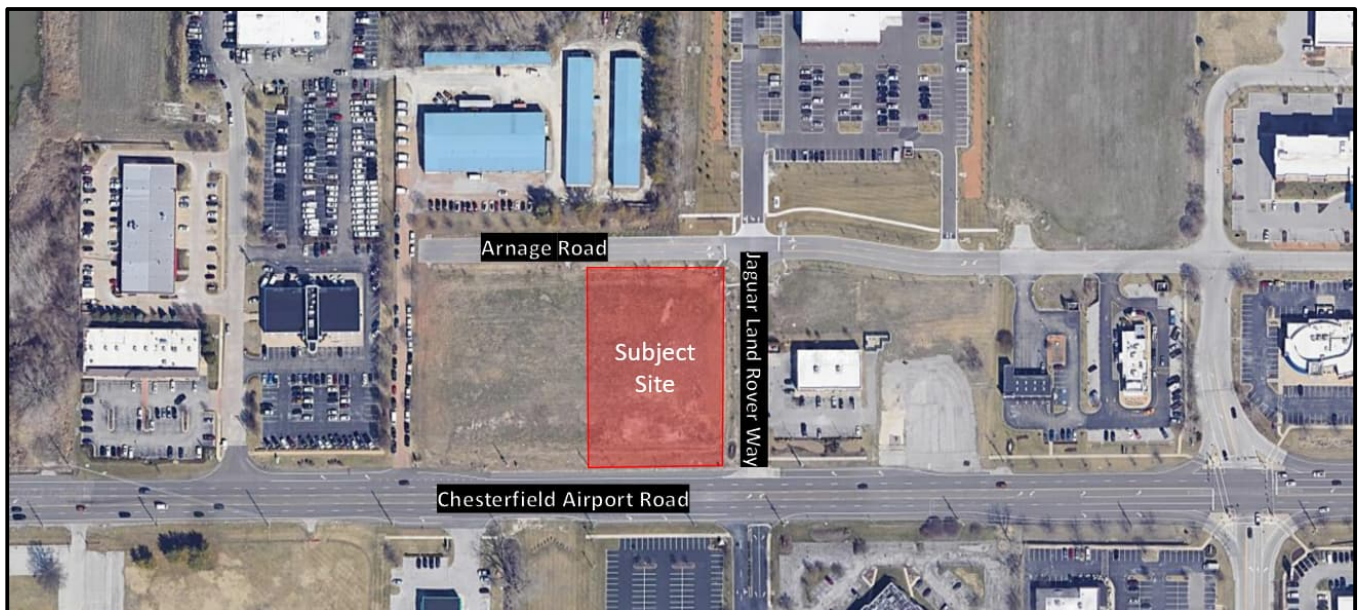 Arnage Road
Jaguar Land Rover Way
Subject
Site
Chesterfield Airport Road